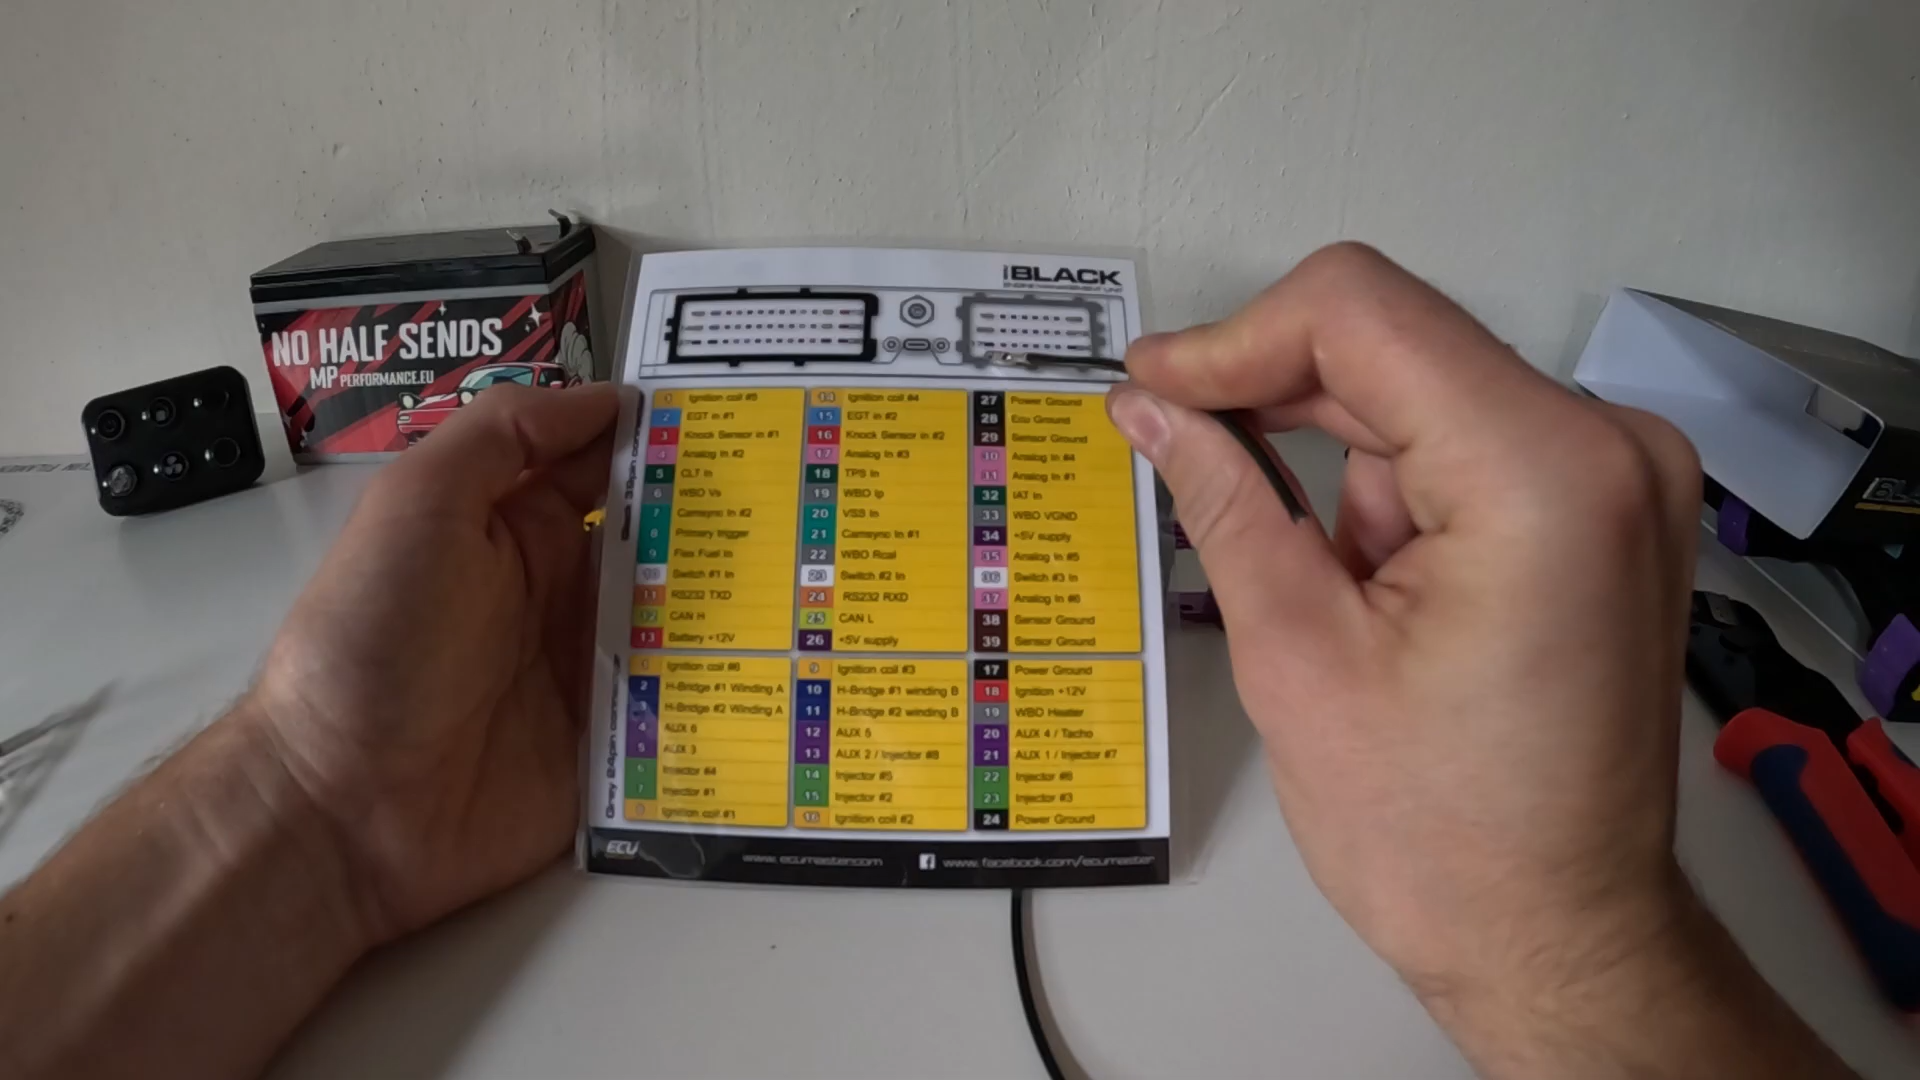 NO HALF SENDS
MP PERFORMANCE.EU
BLACK
ENGINE MANAGEMENT UNIT
1 Ignition coil #5
2 EGT in #1
3 Knock Sensor in #1
4 Analog In #2
5 CLT In
6 WBO Vs
7 Camsync In #2
8 Primary trigger
9 Flex Fuel In
10 Switch #1 In
11 RS232 TXD
12 CAN H
13 Battery +12V
14 Ignition coil #4
15 EGT in #2
16 Knock Sensor in #2
17 Analog In #3
18 TPS In
19 WBO Ip
20 VSS In
21 Camsync In #1
22 WBO Rcal
23 Switch #2 In
24 RS232 RXD
25 CAN L
26 +5V supply
27 Power Ground
28 Ecu Ground
29 Sensor Ground
30 Analog In #4
31 Analog In #1
32 IAT In
33 WBO VGND
34 +5V supply
35 Analog In #5
36 Switch #3 In
37 Analog In #6
38 Sensor Ground
39 Sensor Ground
Grey 24pin connector
1 Ignition coil #6
2 H-Bridge #1 Winding A
3 H-Bridge #2 Winding A
4 AUX 6
5 AUX 3
6 Injector #4
7 Injector #1
8 Ignition coil #1
9 Ignition coil #3
10 H-Bridge #1 winding B
11 H-Bridge #2 winding B
12 AUX 5
13 AUX 2 / Injector #8
14 Injector #5
15 Injector #2
16 Ignition coil #2
17 Power Ground
18 Ignition +12V
19 WBO Heater
20 AUX 4 / Tacho
21 AUX 1 / Injector #7
22 Injector #6
23 Injector #3
24 Power Ground
ECU
www.ecumaster.com
www.facebook.com/ecumaster